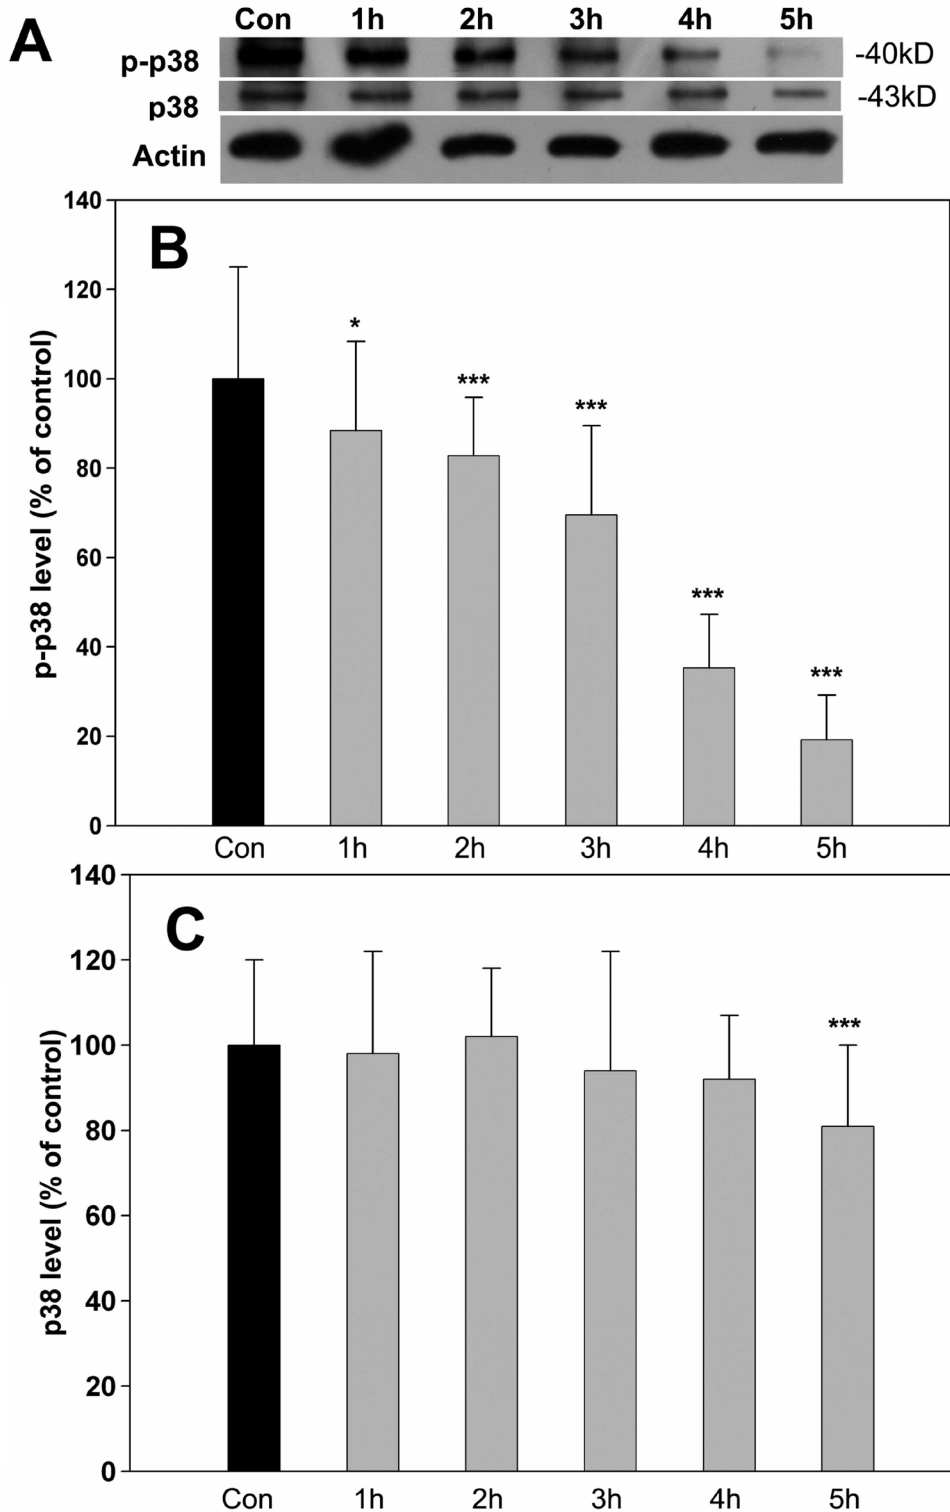 A
Con 1h 2h 3h 4h 5h
p-p38 -40kD
p38 -43kD
Actin
B
p-p38 level (% of control)
140
120
100
80
60
40
20
0
*
***
***
***
***
Con 1h 2h 3h 4h 5h
C
p38 level (% of control)
140
120
100
80
60
40
20
0
***
Con 1h 2h 3h 4h 5h